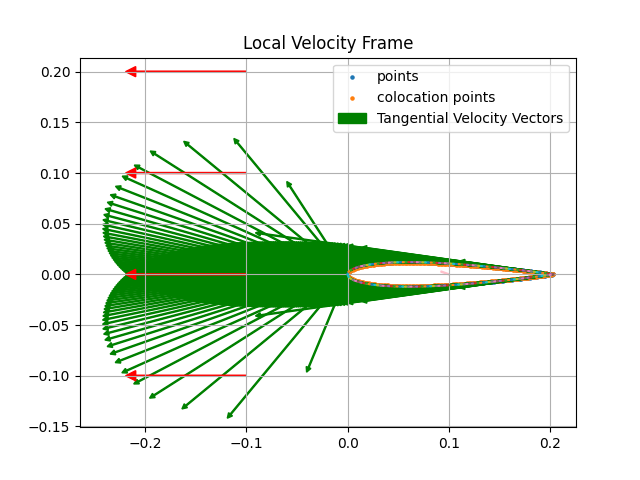 Local Velocity Frame
points
colocation points
Tangential Velocity Vectors
0.20
0.15
0.10
0.05
0.00
−0.05
−0.10
−0.15
−0.2 −0.1 0.0 0.1 0.2